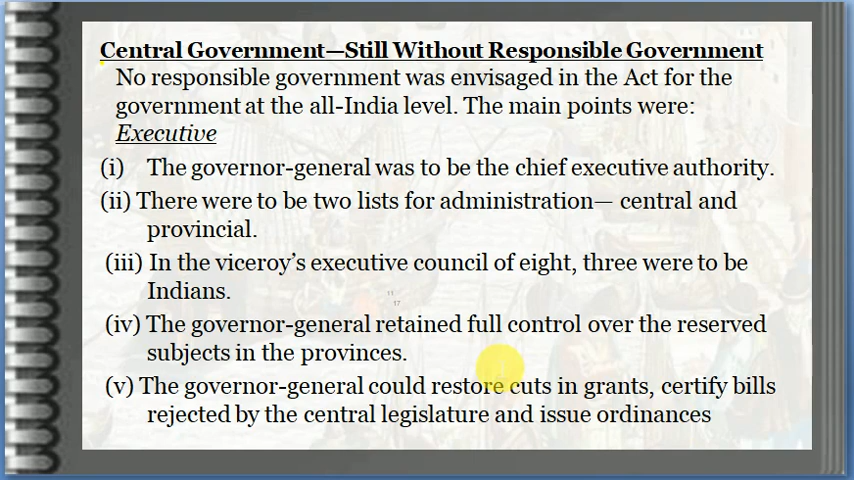 Central Government—Still Without Responsible Government
No responsible government was envisaged in the Act for the
government at the all-India level. The main points were:
Executive
(i) The governor-general was to be the chief executive authority.
(ii) There were to be two lists for administration— central and
provincial.
(iii) In the viceroy's executive council of eight, three were to be
Indians.
(iv) The governor-general retained full control over the reserved
subjects in the provinces.
(v) The governor-general could restore cuts in grants, certify bills
rejected by the central legislature and issue ordinances